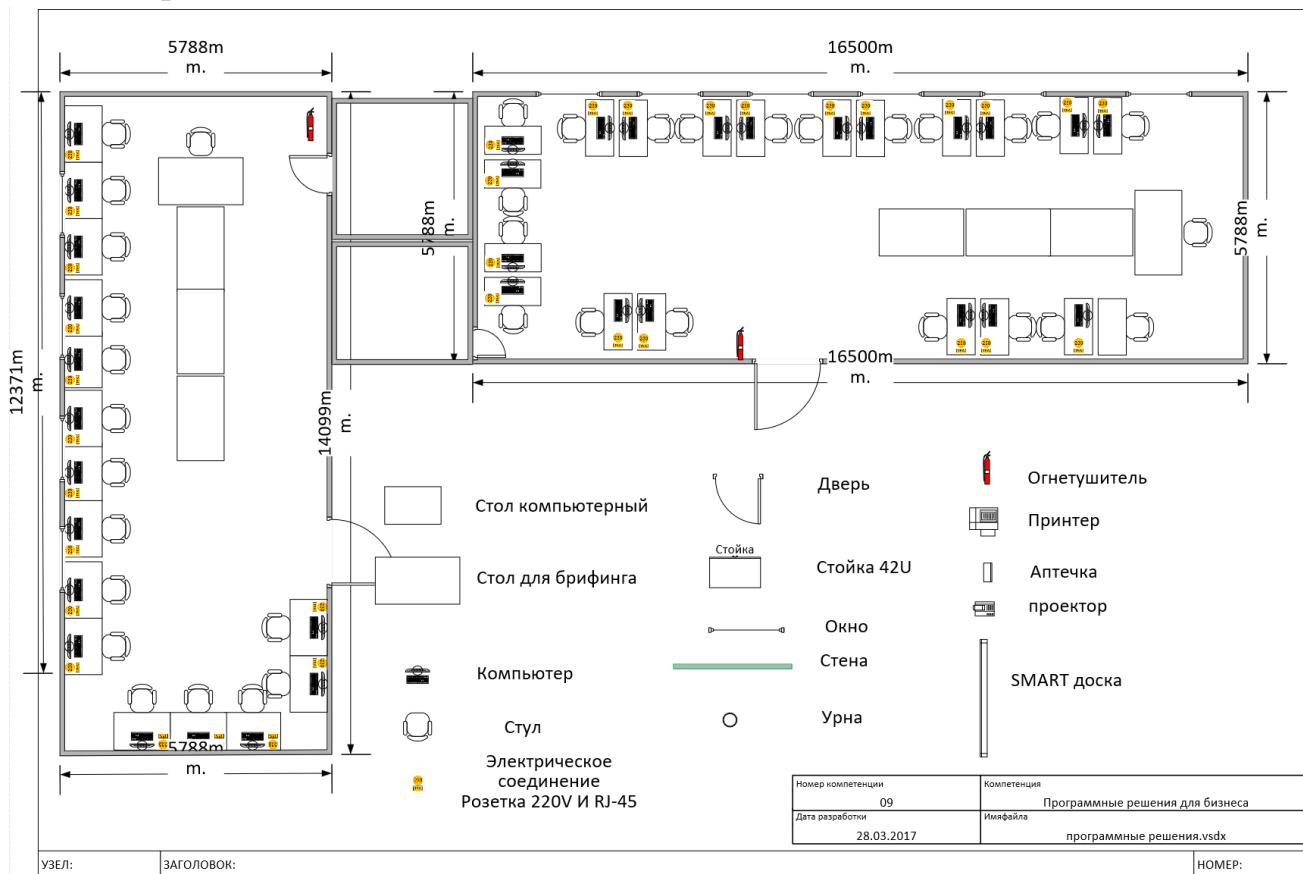 5788m
m.
16500m
m.
12371m
m.
14099m
m.
5788m
m.
5788m
m.
16500m
m.
5788m
m.
Стол компьютерный
Стол для брифинга
Компьютер
Стул
Электрическое
соединение
Розетка 220V И RJ-45
Дверь
Стойка
Стойка 42U
Окно
Стена
Урна
Огнетушитель
Принтер
Аптечка
проектор
SMART доска
Номер компетенции
09
Компетенция
Программные решения для бизнеса
Дата разработки
28.03.2017
Имяфайла
программные решения.vsdx
УЗЕЛ:
ЗАГОЛОВОК:
НОМЕР: